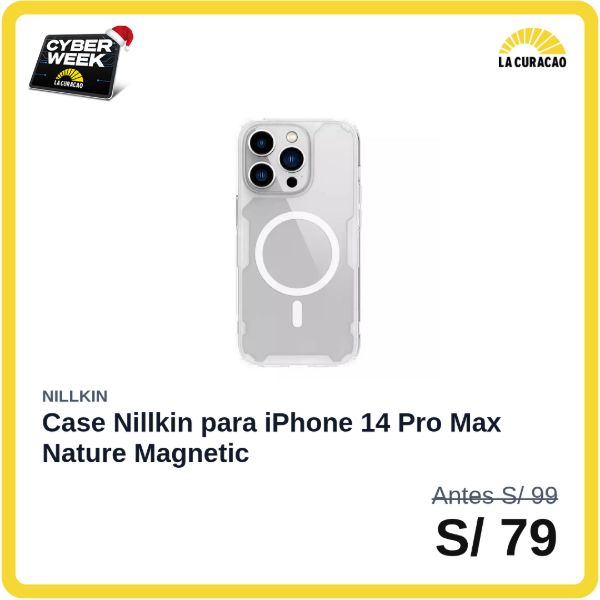 CYBER
WEEK
LA CURACAO
LA CURACAO
NILLKIN
Case Nillkin para iPhone 14 Pro Max
Nature Magnetic
Antes S/ 99
S/ 79